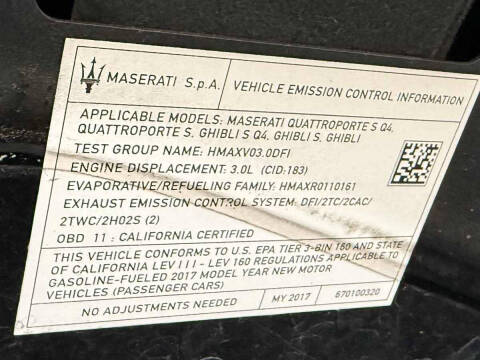 MASERATI S.p.A.
VEHICLE EMISSION CONTROL INFORMATION
APPLICABLE MODELS: MASERATI QUATTROPORTE S Q4,
QUATTROPORTE S, GHIBLI S Q4, GHIBLI S, GHIBLI
TEST GROUP NAME: HMAXV03.0DFI
ENGINE DISPLACEMENT: 3.0L (CID:183)
EVAPORATIVE/REFUELING FAMILY: HMAXR0110161
EXHAUST EMISSION CONTROL SYSTEM: DFI/2TC/2CAC/
2TWC/2HO2S (2)
OBD 11 : CALIFORNIA CERTIFIED
THIS VEHICLE CONFORMS TO U.S. EPA TIER 3-BIN 160 AND STATE
OF CALIFORNIA LEV III - LEV 160 REGULATIONS APPLICABLE TO
GASOLINE-FUELED 2017 MODEL YEAR NEW MOTOR
VEHICLES (PASSENGER CARS)
NO ADJUSTMENTS NEEDED
MY 2017
670100320